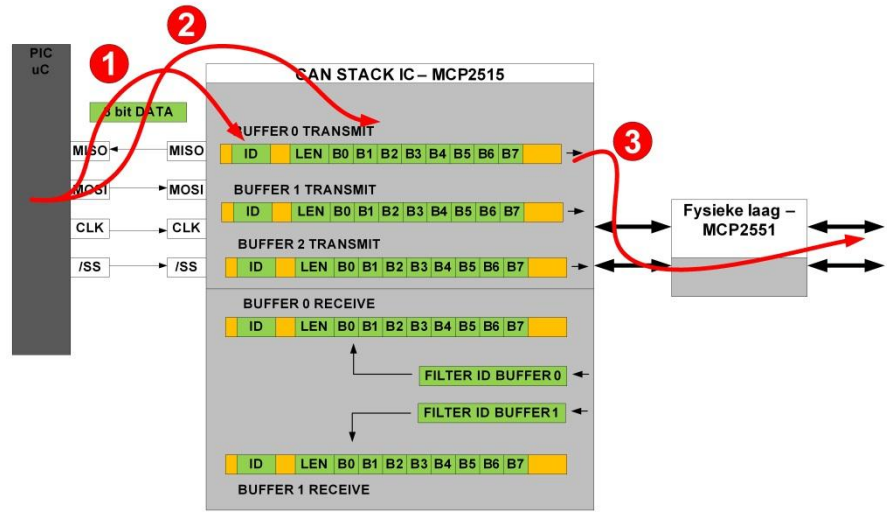 PIC
uC
1
2
CAN STACK IC – MCP2515
8 bit DATA
BUFFER 0 TRANSMIT
MISO MISO
ID LEN B0 B1 B2 B3 B4 B5 B6 B7
3
MOSI MOSI
BUFFER 1 TRANSMIT
ID LEN B0 B1 B2 B3 B4 B5 B6 B7
Fysieke laag –
MCP2551
CLK CLK
BUFFER 2 TRANSMIT
/SS /SS
ID LEN B0 B1 B2 B3 B4 B5 B6 B7
BUFFER 0 RECEIVE
ID LEN B0 B1 B2 B3 B4 B5 B6 B7
FILTER ID BUFFER 0
FILTER ID BUFFER 1
ID LEN B0 B1 B2 B3 B4 B5 B6 B7
BUFFER 1 RECEIVE